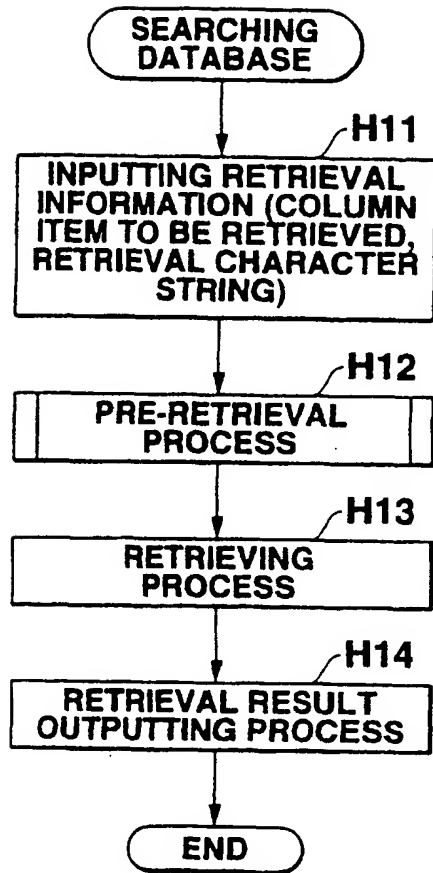 SEARCHING
DATABASE
H11
INPUTTING RETRIEVAL
INFORMATION (COLUMN
ITEM TO BE RETRIEVED,
RETRIEVAL CHARACTER
STRING)
H12
PRE-RETRIEVAL
PROCESS
H13
RETRIEVING
PROCESS
H14
RETRIEVAL RESULT
OUTPUTTING PROCESS
END